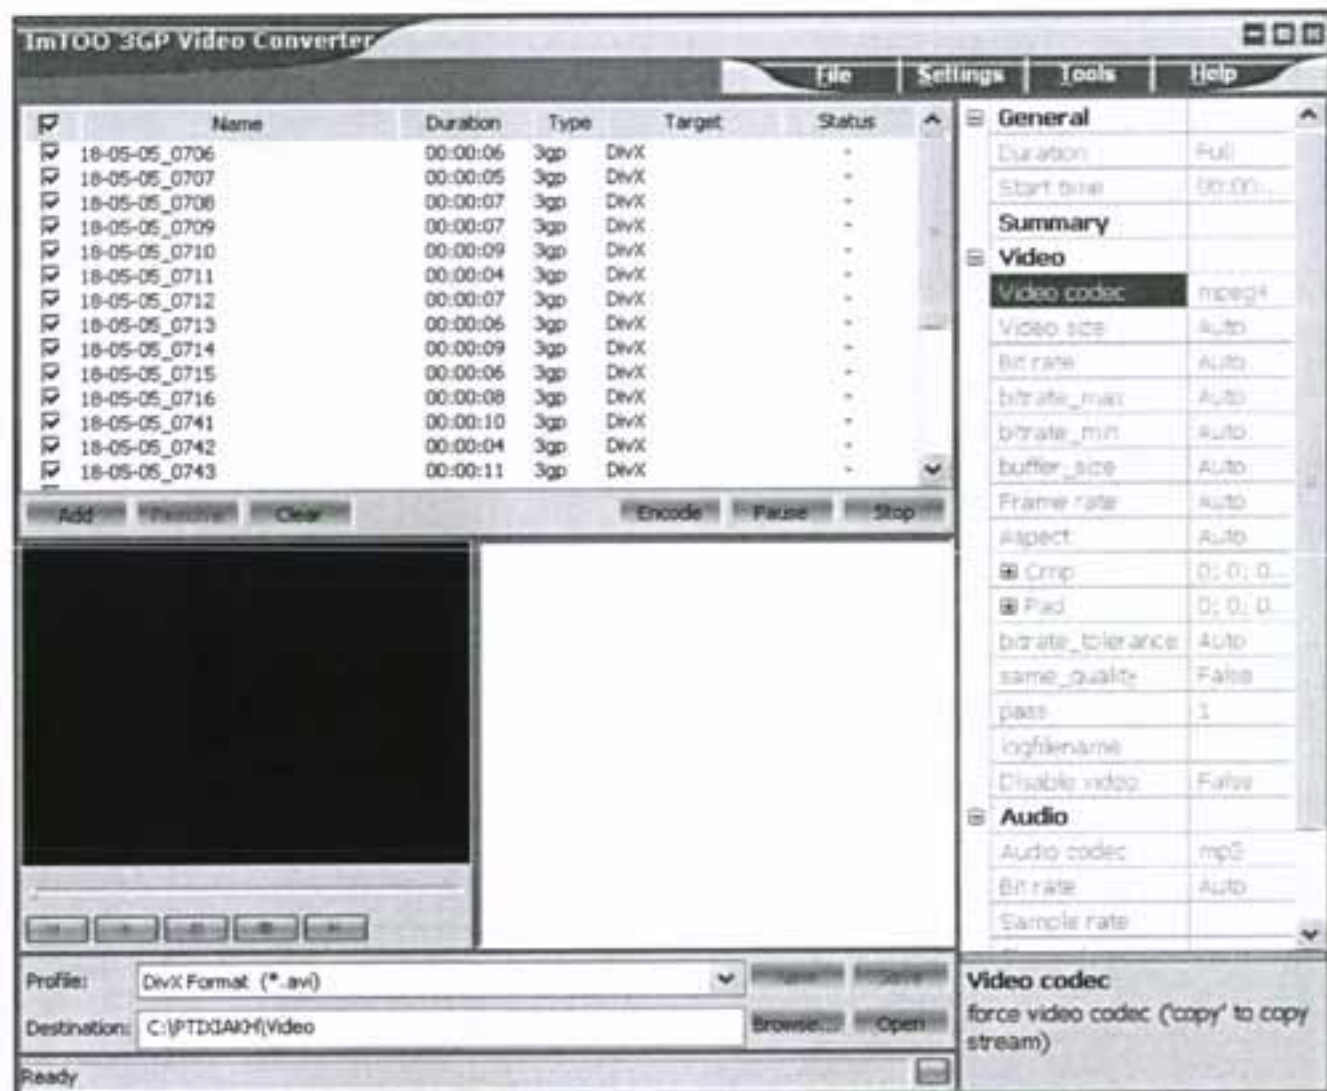 ImTOO 3GP Video Converter
File Settings Tools Help
Name Duration Type Target Status
18-05-05_0706 00:00:06 3gp DivX -
18-05-05_0707 00:00:05 3gp DivX -
18-05-05_0708 00:00:07 3gp DivX -
18-05-05_0709 00:00:07 3gp DivX -
18-05-05_0710 00:00:09 3gp DivX -
18-05-05_0711 00:00:04 3gp DivX -
18-05-05_0712 00:00:07 3gp DivX -
18-05-05_0713 00:00:06 3gp DivX -
18-05-05_0714 00:00:09 3gp DivX -
18-05-05_0715 00:00:06 3gp DivX -
18-05-05_0716 00:00:08 3gp DivX -
18-05-05_0741 00:00:10 3gp DivX -
18-05-05_0742 00:00:04 3gp DivX -
18-05-05_0743 00:00:11 3gp DivX -
Add Remove Clear Encode Pause Stop
General
Duration Full
Start time 00:00:...
Summary
Video
Video codec mpeg4
Video size Auto
Bit rate Auto
bitrate_max Auto
bitrate_min Auto
buffer_size Auto
Frame rate Auto
Aspect Auto
Crop 0; 0; 0...
Pad 0; 0; 0...
bitrate_tolerance Auto
same_quality False
pass 1
logfilename
Disable video False
Audio
Audio codec
Bit rate Auto
Sample rate
Profile: DivX Format (*.avi)
Destination: C:\PTDXIAKH\Video Browse... Open
Ready
Video codec
force video codec ('copy' to copy
stream)